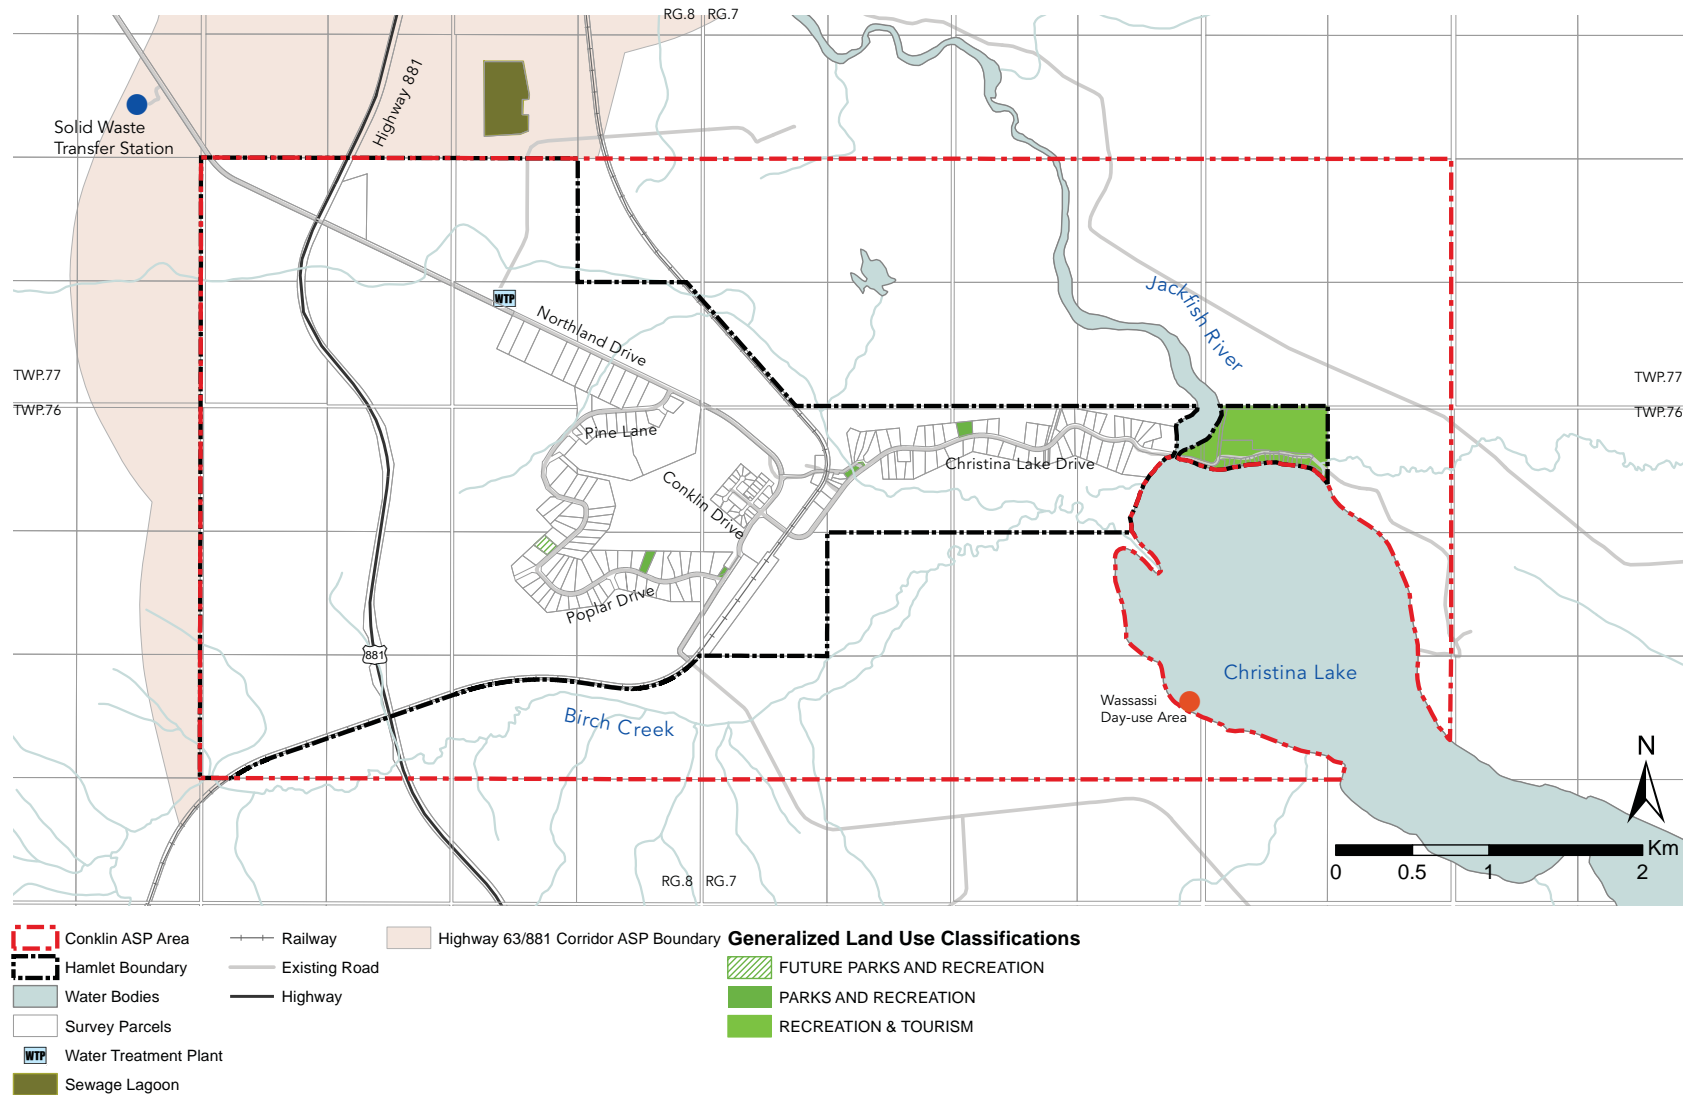 RG.8 RG.7
Highway 881
Solid Waste
Transfer Station
WTP
Northland Drive
Jackfish River
TWP.77
TWP.76
TWP.77
TWP.76
Pine Lane
Christina Lake Drive
Conklin Drive
Poplar Drive
881
Christina Lake
Wassassi
Day-use Area
Birch Creek
N
Km
0 0.5 1 2
RG.8 RG.7
Conklin ASP Area
Hamlet Boundary
Water Bodies
Survey Parcels
WTP Water Treatment Plant
Sewage Lagoon
Railway
Existing Road
Highway
Highway 63/881 Corridor ASP Boundary
Generalized Land Use Classifications
FUTURE PARKS AND RECREATION
PARKS AND RECREATION
RECREATION & TOURISM